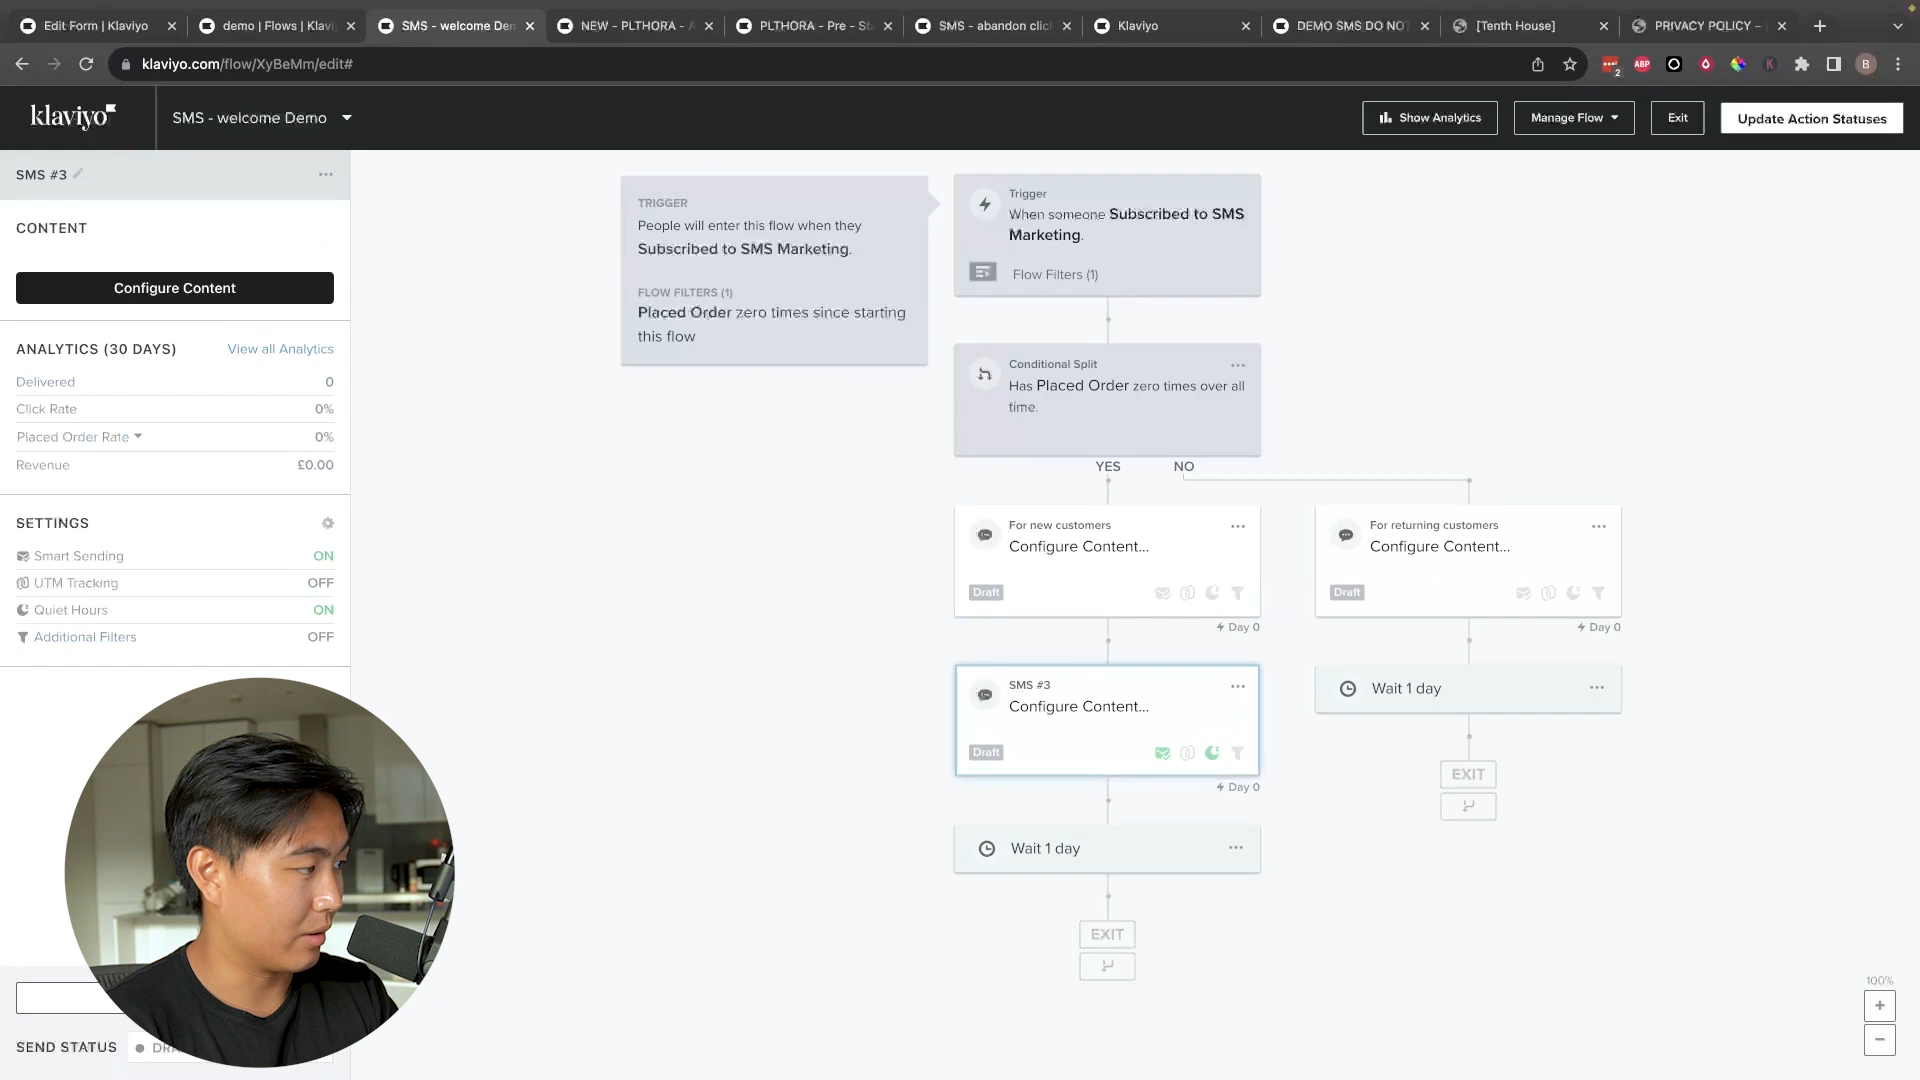 Edit Form | Klaviyo
demo | Flows | Klavi
SMS - welcome Dem
NEW - PLTHORA - A
PLTHORA - Pre - Sta
SMS - abandon click
Klaviyo
DEMO SMS DO NO
[Tenth House]
PRIVACY POLICY –
klaviyo.com/flow/XyBeMm/edit#
2
ABP
K
B
klaviyo
SMS - welcome Demo
Show Analytics
Manage Flow
Exit
Update Action Statuses
SMS #3
CONTENT
Configure Content
ANALYTICS (30 DAYS)
View all Analytics
Delivered 0
Click Rate 0%
Placed Order Rate 0%
Revenue £0.00
SETTINGS
Smart Sending ON
UTM Tracking OFF
Quiet Hours ON
Additional Filters OFF
SEND STATUS
TRIGGER
People will enter this flow when they
Subscribed to SMS Marketing.
FLOW FILTERS (1)
Placed Order zero times since starting
this flow
Trigger
When someone Subscribed to SMS
Marketing.
Flow Filters (1)
Conditional Split
Has Placed Order zero times over all
time.
YES
NO
For new customers
Configure Content...
Draft
Day 0
For returning customers
Configure Content...
Draft
Day 0
SMS #3
Configure Content...
Draft
Day 0
Wait 1 day
EXIT
Wait 1 day
EXIT
100%